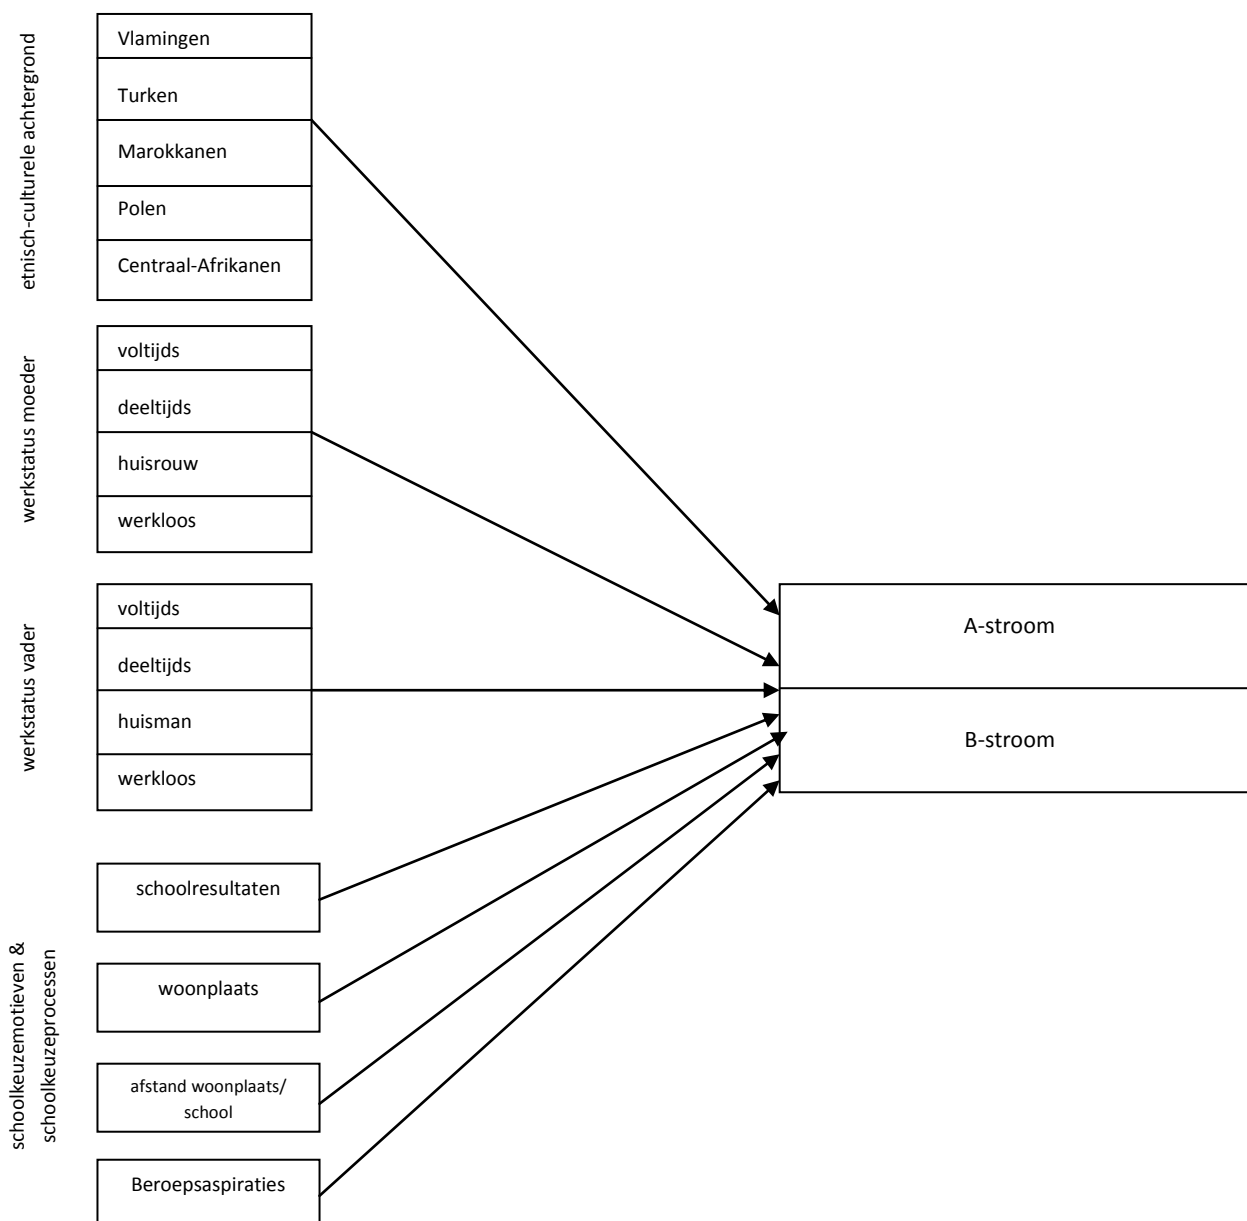 etnisch-culturele achtergrond
Vlamingen
Turken
Marokkanen
Polen
Centraal-Afrikanen
werkstatus moeder
voltijds
deeltijds
huisrouw
werkloos
werkstatus vader
voltijds
deeltijds
huisman
werkloos
A-stroom
B-stroom
schoolkeuzemotieven &
schoolkeuzeprocessen
schoolresultaten
woonplaats
afstand woonplaats/
school
Beroepsaspiraties